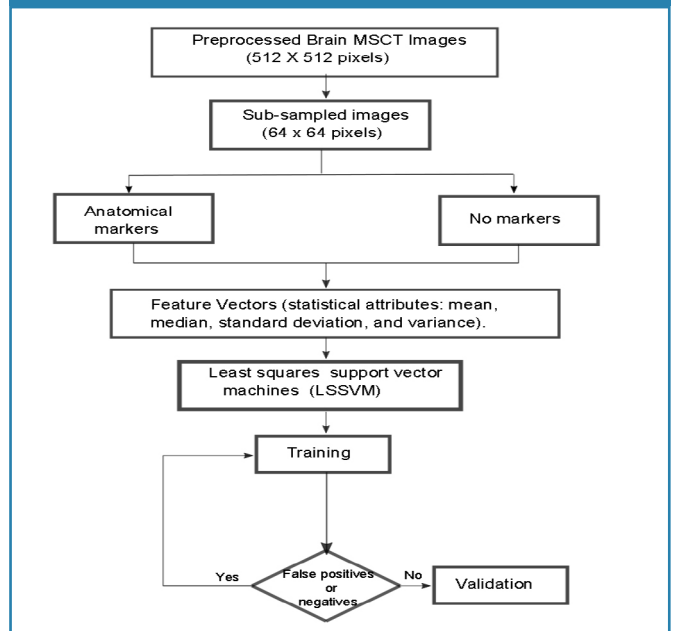 Preprocessed Brain MSCT Images
(512 X 512 pixels)
Sub-sampled images
(64 x 64 pixels)
Anatomical
markers
No markers
Feature Vectors (statistical attributes: mean,
median, standard deviation, and variance).
Least squares support vector
machines (LSSVM)
Training
Yes
False positives
or
negatives
No
Validation